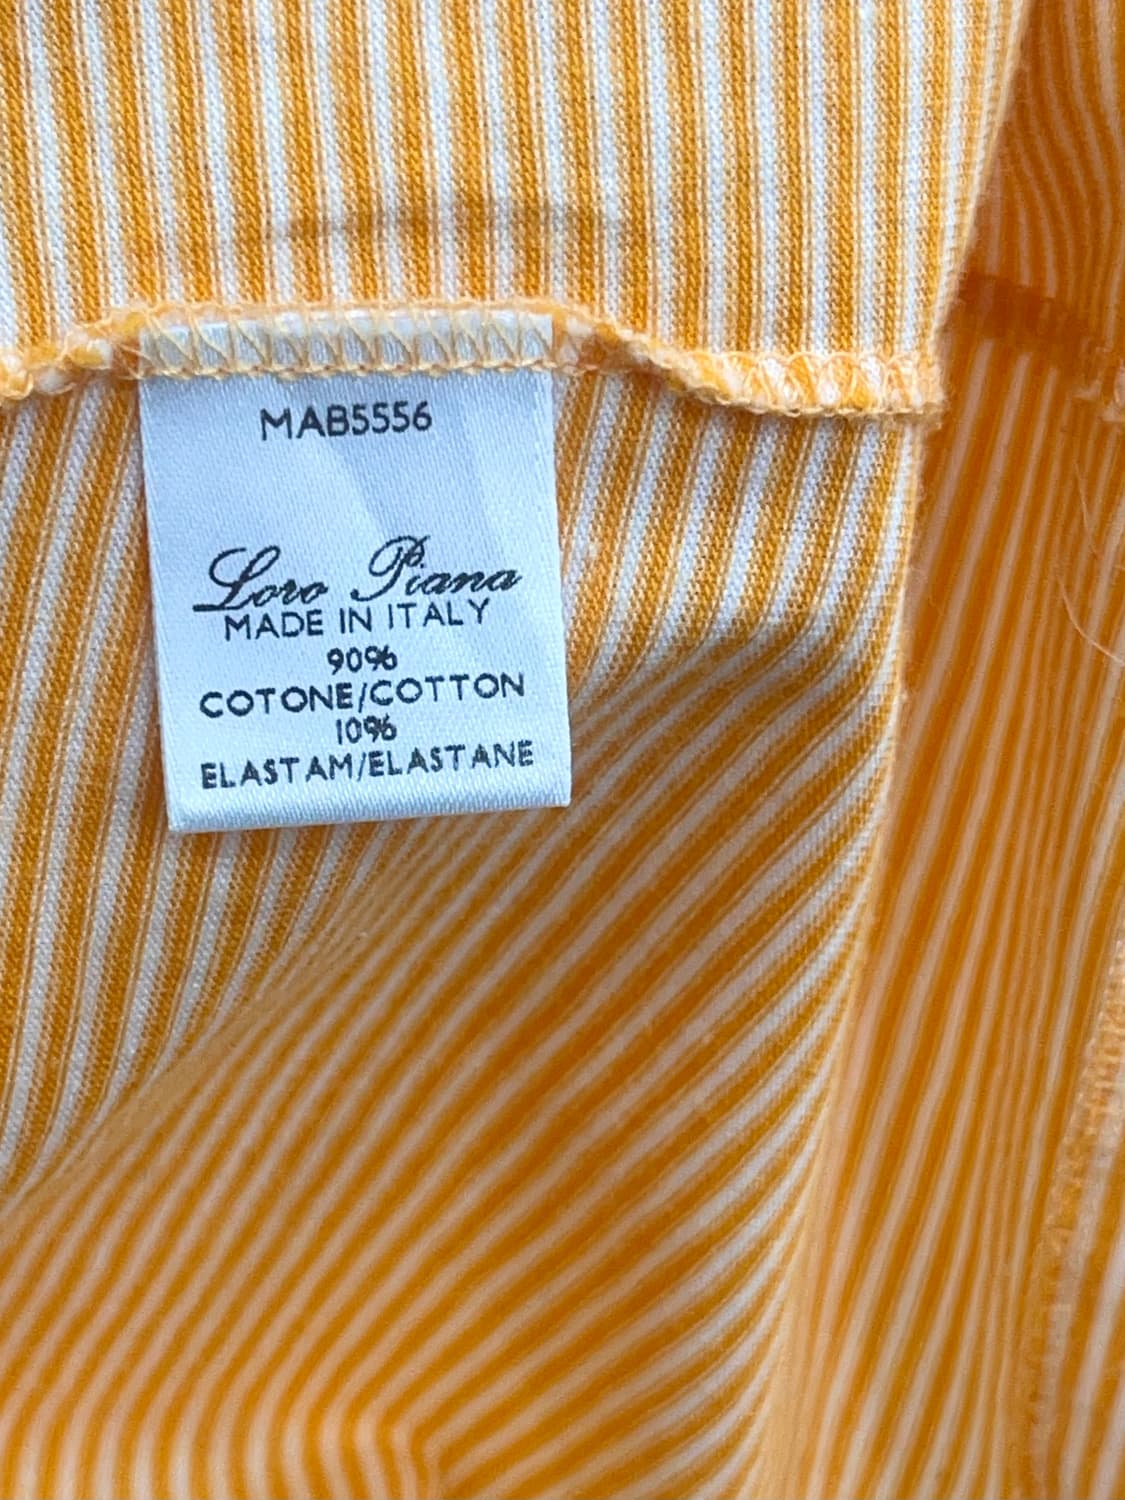 MAB5556
Loro Piana
MADE IN ITALY
90%
COTONE/COTTON
10%
ELASTAM/ELASTANE